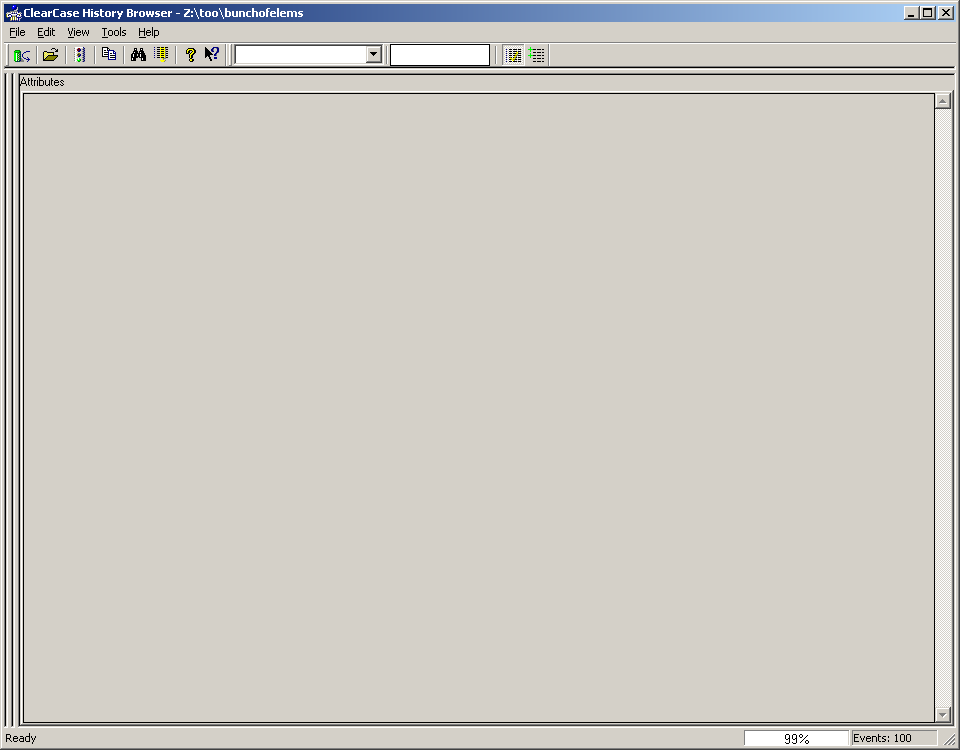 ClearCase History Browser - Z:\too\bunchofelems
File Edit View Tools Help
Attributes
Ready 99% Events: 100